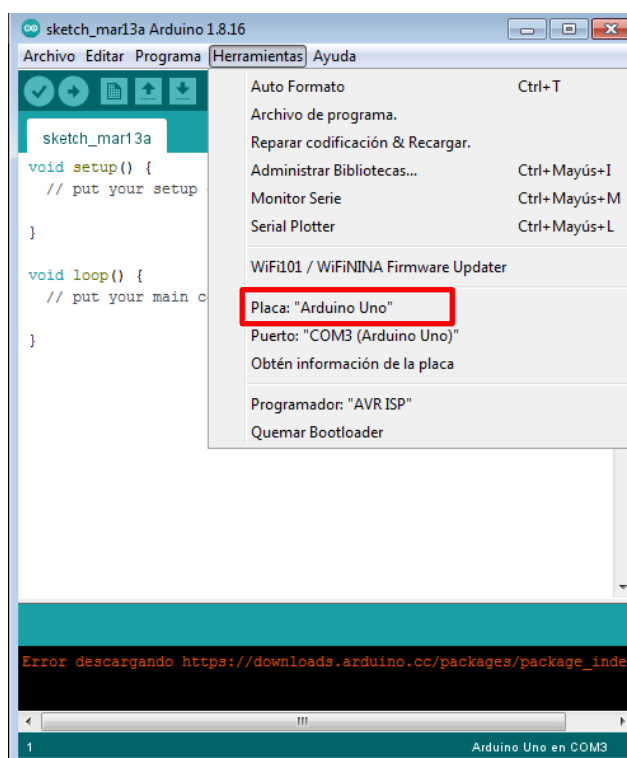 sketch_mar13a Arduino 1.8.16
Archivo Editar Programa Herramientas Ayuda
sketch_mar13a
void setup() {
// put your setup
}
void loop() {
// put your main c
}
Auto Formato Ctrl+T
Archivo de programa.
Reparar codificación & Recargar.
Administrar Bibliotecas... Ctrl+Mayús+I
Monitor Serie Ctrl+Mayús+M
Serial Plotter Ctrl+Mayús+L
WiFi101 / WiFiNINA Firmware Updater
Placa: "Arduino Uno"
Puerto: "COM3 (Arduino Uno)"
Obtén información de la placa
Programador: "AVR ISP"
Quemar Bootloader
Error descargando https://downloads.arduino.cc/packages/package_inde
1 Arduino Uno en COM3